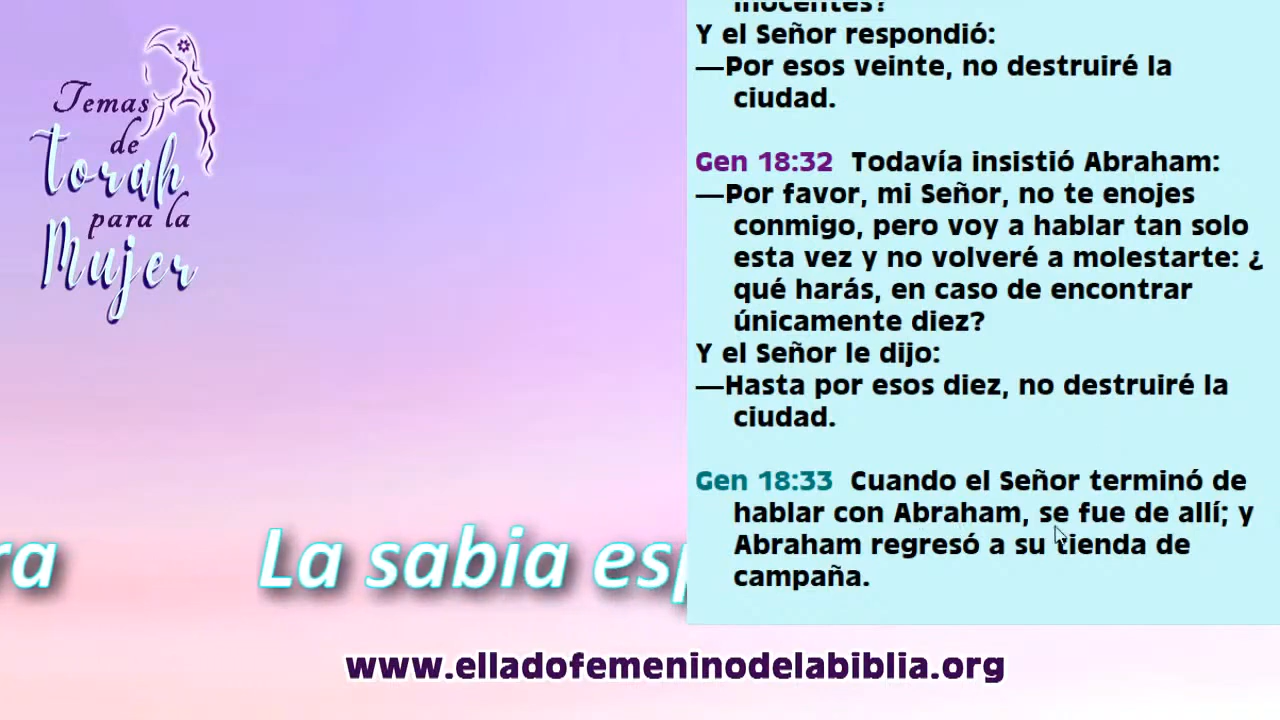 Temas
de
torah
para la
Mujer
inocentes?
Y el Señor respondió:
—Por esos veinte, no destruiré la
ciudad.
Gen 18:32 Todavía insistió Abraham:
—Por favor, mi Señor, no te enojes
conmigo, pero voy a hablar tan solo
esta vez y no volveré a molestarte: ¿
qué harás, en caso de encontrar
únicamente diez?
Y el Señor le dijo:
—Hasta por esos diez, no destruiré la
ciudad.
Gen 18:33 Cuando el Señor terminó de
hablar con Abraham, se fue de allí; y
Abraham regresó a su tienda de
campaña.
ra La sabia esp
www.elladofemeninodelabiblia.org